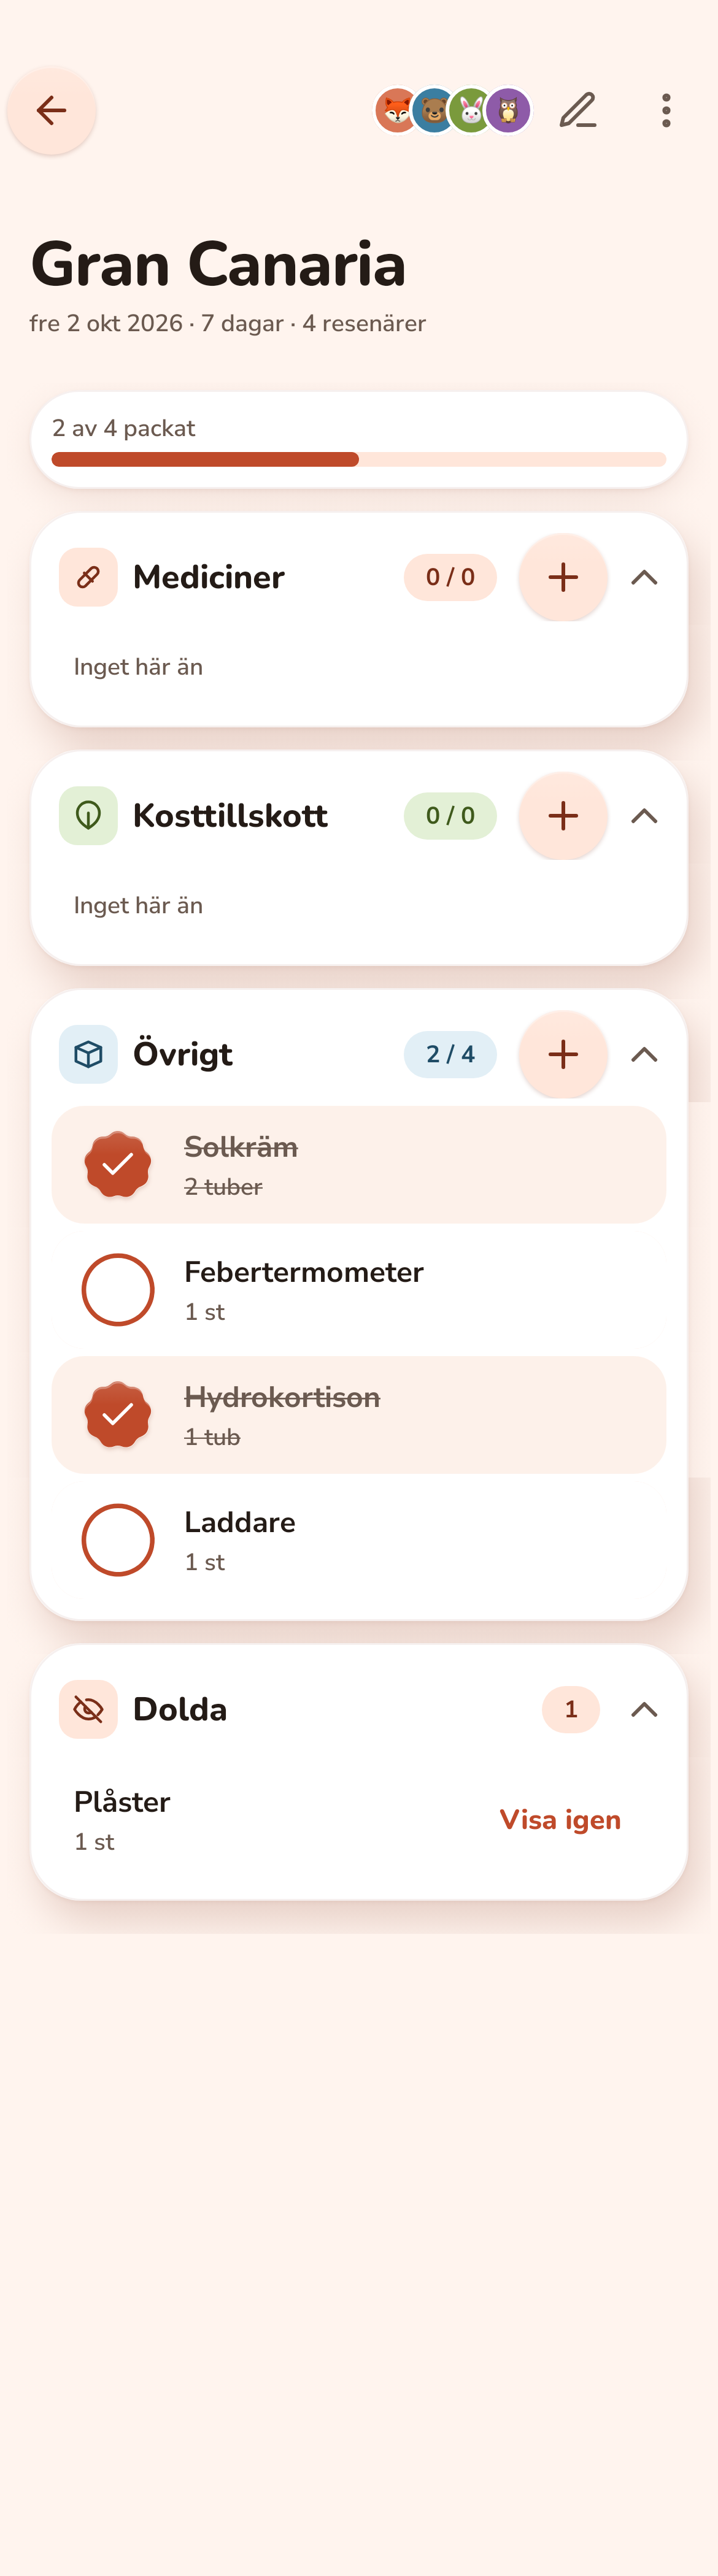 Gran Canaria
fre 2 okt 2026 · 7 dagar · 4 resenärer
2 av 4 packat
Mediciner 0 / 0
Inget här än
Kosttillskott 0 / 0
Inget här än
Övrigt 2 / 4
Solkräm
2 tuber
Febertermometer
1 st
Hydrokortison
1 tub
Laddare
1 st
Dolda 1
Plåster
1 st
Visa igen